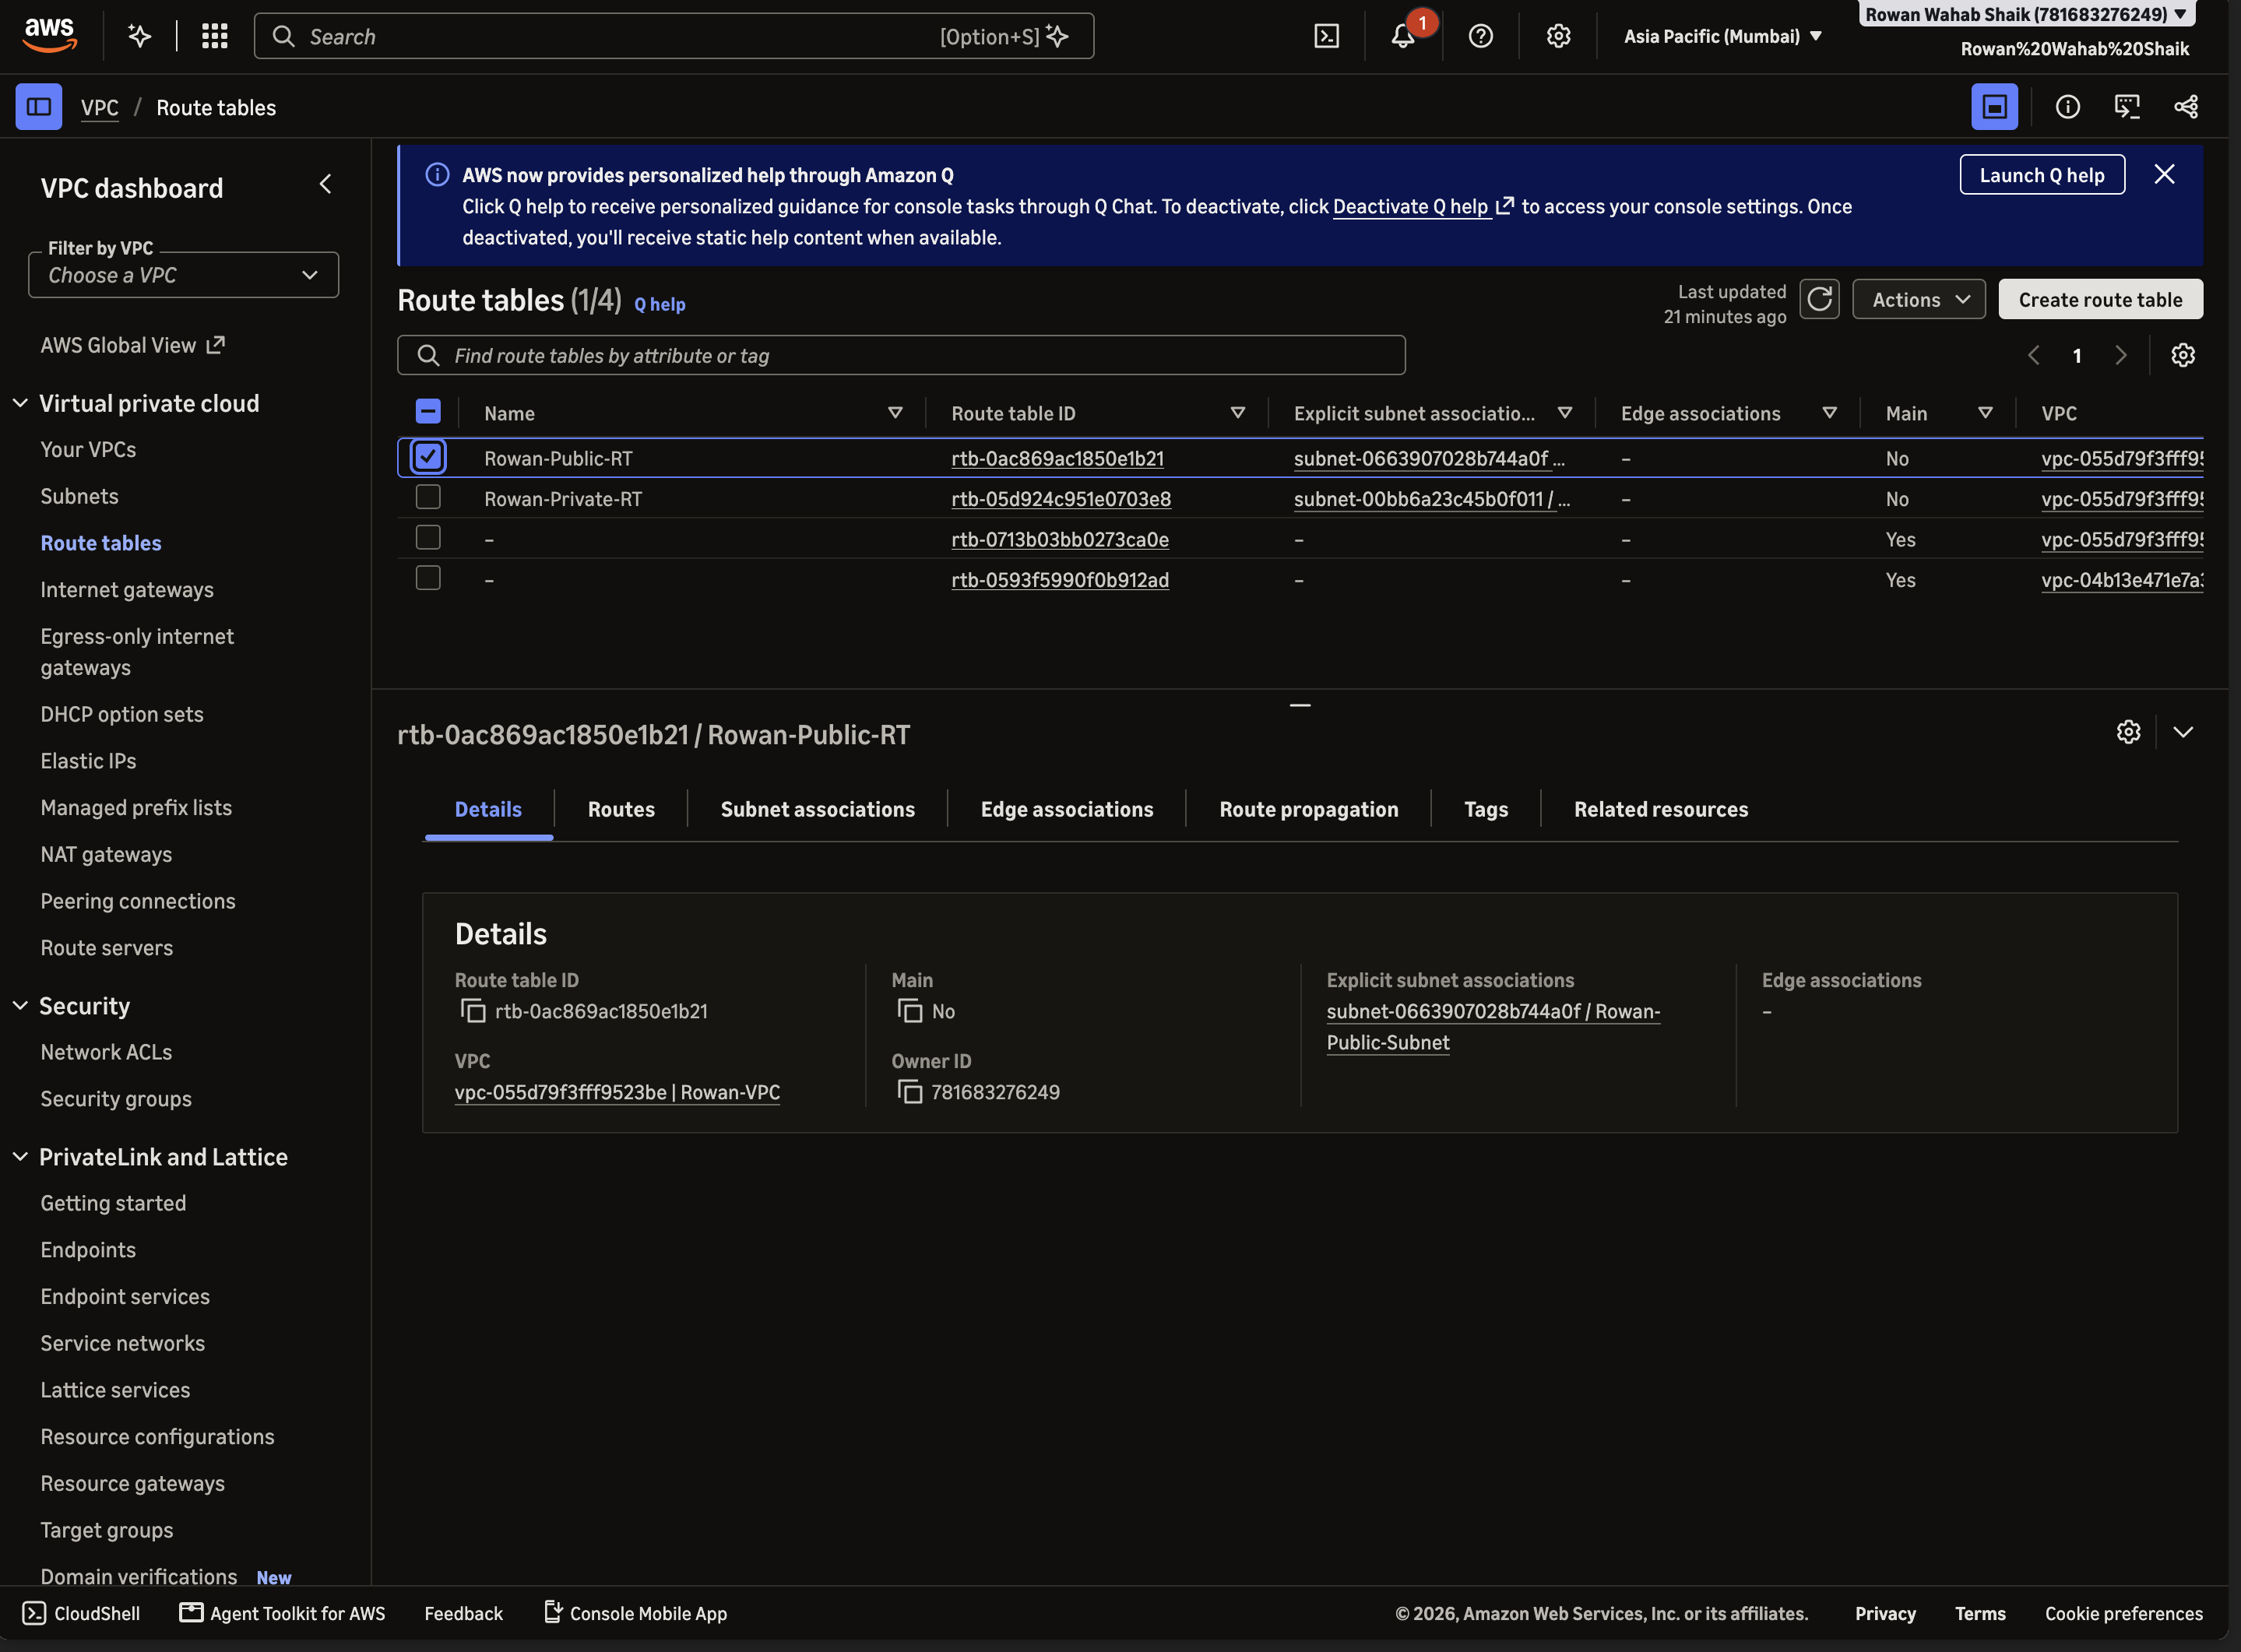 aws
Search [Option+S]
1
Asia Pacific (Mumbai)
Rowan Wahab Shaik (781683276249)
Rowan%20Wahab%20Shaik
VPC / Route tables
VPC dashboard
Filter by VPC
Choose a VPC
AWS Global View
Virtual private cloud
Your VPCs
Subnets
Route tables
Internet gateways
Egress-only internet
gateways
DHCP option sets
Elastic IPs
Managed prefix lists
NAT gateways
Peering connections
Route servers
Security
Network ACLs
Security groups
PrivateLink and Lattice
Getting started
Endpoints
Endpoint services
Service networks
Lattice services
Resource configurations
Resource gateways
Target groups
Domain verifications New
AWS now provides personalized help through Amazon Q
Click Q help to receive personalized guidance for console tasks through Q Chat. To deactivate, click Deactivate Q help to access your console settings. Once
deactivated, you'll receive static help content when available.
Launch Q help
Route tables (1/4) Q help
Last updated
21 minutes ago
Actions
Create route table
Find route tables by attribute or tag
1
Name Route table ID Explicit subnet associatio... Edge associations Main VPC
Rowan-Public-RT rtb-0ac869ac1850e1b21 subnet-0663907028b744a0f ... – No vpc-055d79f3fff95
Rowan-Private-RT rtb-05d924c951e0703e8 subnet-00bb6a23c45b0f011 / ... – No vpc-055d79f3fff95
– rtb-0713b03bb0273ca0e – – Yes vpc-055d79f3fff95
– rtb-0593f5990f0b912ad – – Yes vpc-04b13e471e7a3
rtb-0ac869ac1850e1b21 / Rowan-Public-RT
Details Routes Subnet associations Edge associations Route propagation Tags Related resources
Details
Route table ID
rtb-0ac869ac1850e1b21
Main
No
Explicit subnet associations
subnet-0663907028b744a0f / Rowan-
Public-Subnet
Edge associations
–
VPC
vpc-055d79f3fff9523be | Rowan-VPC
Owner ID
781683276249
CloudShell Agent Toolkit for AWS Feedback Console Mobile App © 2026, Amazon Web Services, Inc. or its affiliates. Privacy Terms Cookie preferences